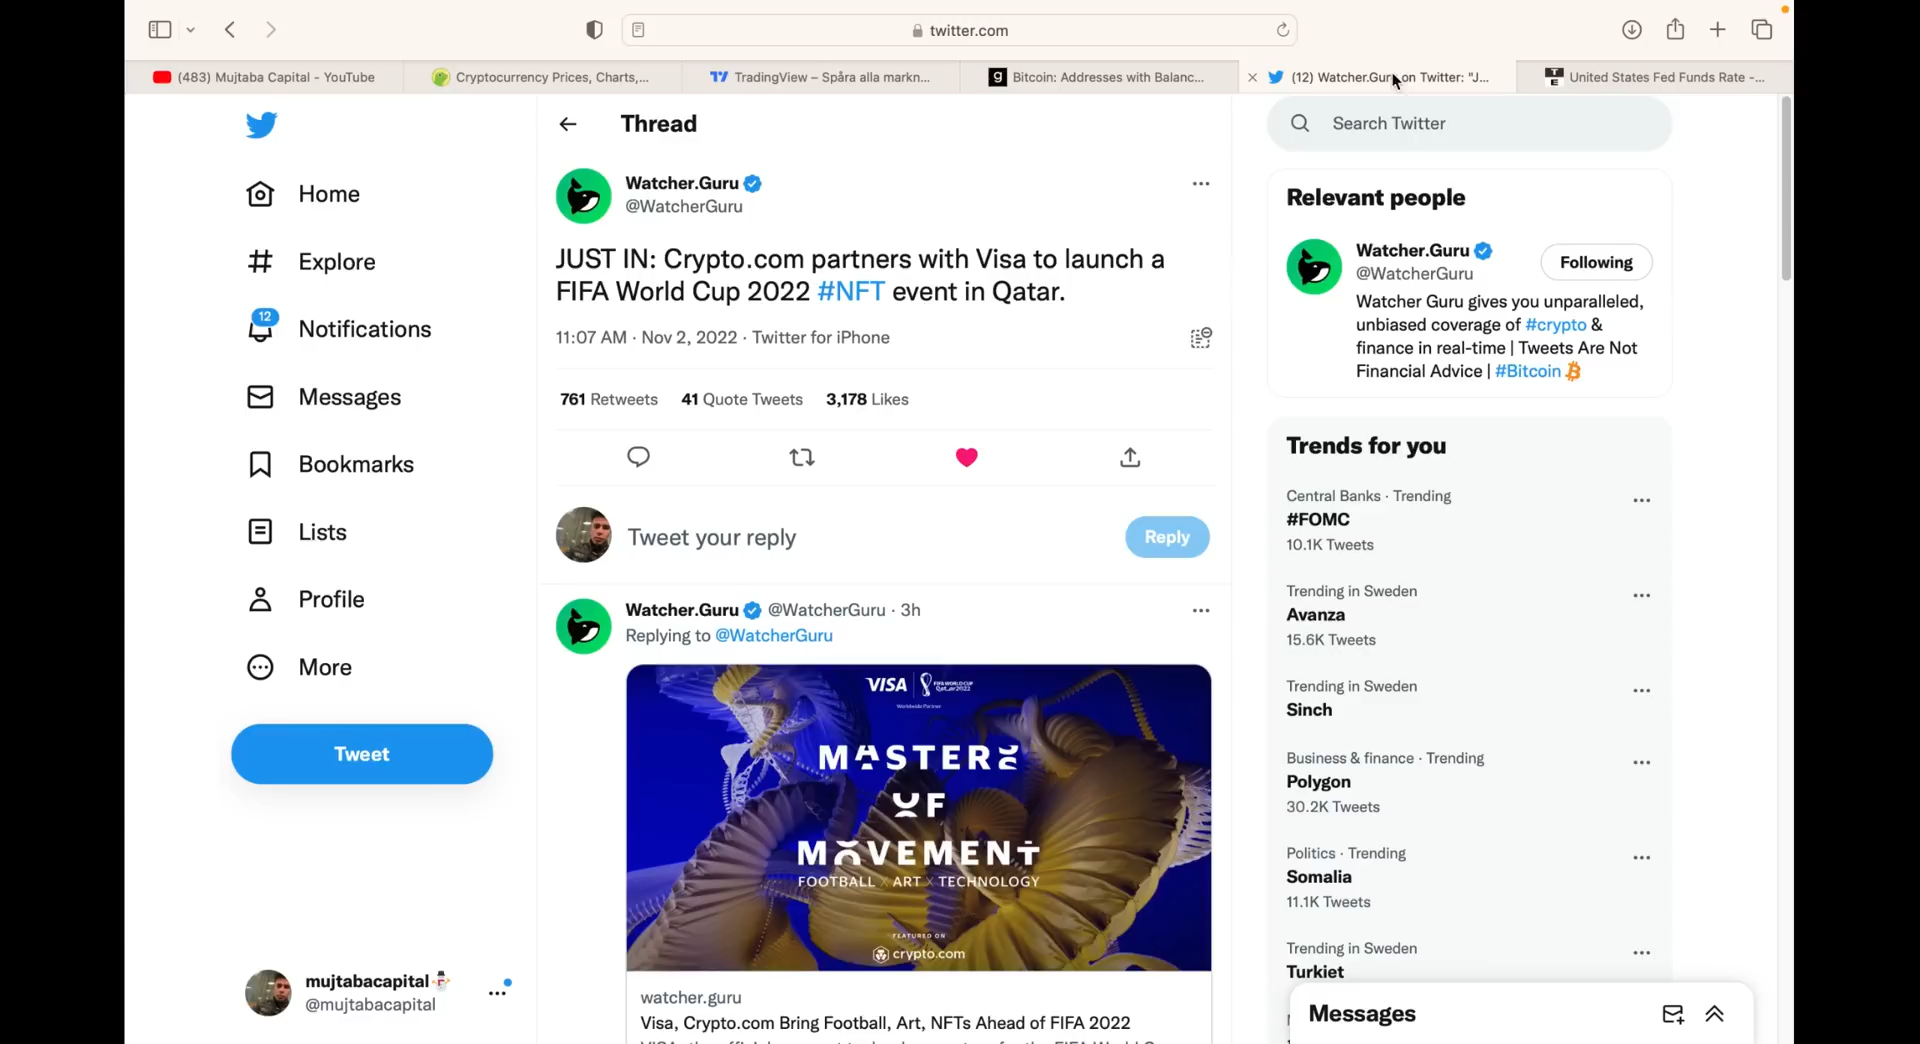 twitter.com
(483) Mujtaba Capital - YouTube
Cryptocurrency Prices, Charts,...
TradingView – Spåra alla markn...
Bitcoin: Addresses with Balanc...
(12) Watcher.Guru on Twitter: "J...
United States Fed Funds Rate -...
Home
Explore
12
Notifications
Messages
Bookmarks
Lists
Profile
More
Tweet
mujtabacapital
@mujtabacapital
Thread
Watcher.Guru
@WatcherGuru
JUST IN: Crypto.com partners with Visa to launch a
FIFA World Cup 2022 #NFT event in Qatar.
11:07 AM · Nov 2, 2022 · Twitter for iPhone
761 Retweets 41 Quote Tweets 3,178 Likes
Tweet your reply
Reply
Watcher.Guru @WatcherGuru · 3h
Replying to @WatcherGuru
VISA
FIFA WORLD CUP
Qatar2022
Worldwide Partner
MASTERS
OF
MOVEMENT
FOOTBALL X ART X TECHNOLOGY
FEATURED ON
crypto.com
watcher.guru
Visa, Crypto.com Bring Football, Art, NFTs Ahead of FIFA 2022
Search Twitter
Relevant people
Watcher.Guru
@WatcherGuru
Following
Watcher Guru gives you unparalleled,
unbiased coverage of #crypto &
finance in real-time | Tweets Are Not
Financial Advice | #Bitcoin
Trends for you
Central Banks · Trending
#FOMC
10.1K Tweets
Trending in Sweden
Avanza
15.6K Tweets
Trending in Sweden
Sinch
Business & finance · Trending
Polygon
30.2K Tweets
Politics · Trending
Somalia
11.1K Tweets
Trending in Sweden
Turkiet
Messages